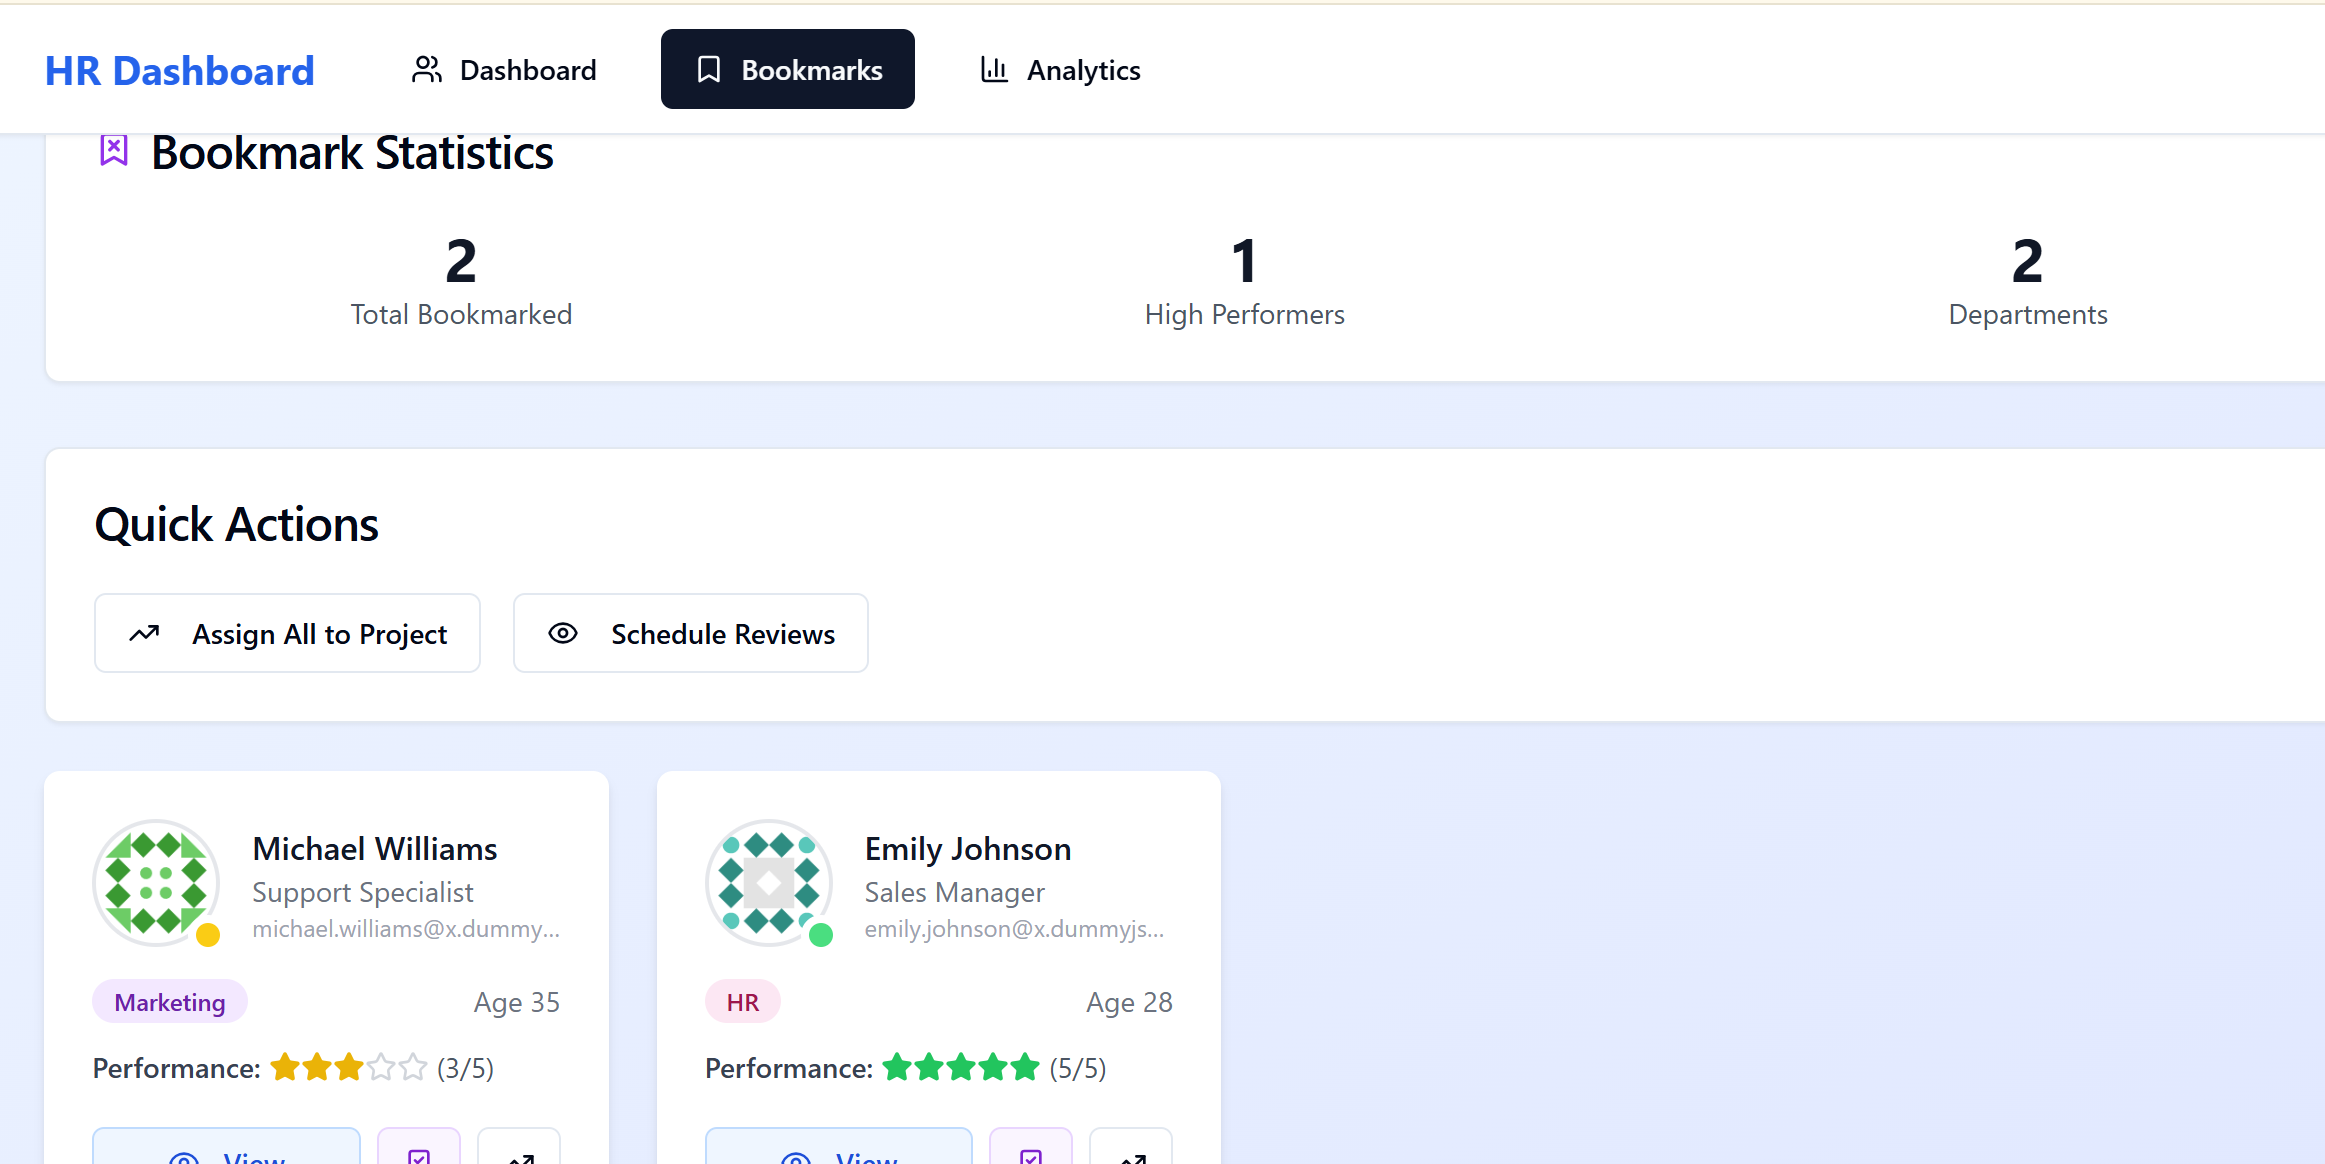 HR Dashboard
Dashboard
Bookmarks
Analytics
Bookmark Statistics
2
Total Bookmarked
1
High Performers
2
Departments
Quick Actions
Assign All to Project
Schedule Reviews
Michael Williams
Support Specialist
michael.williams@x.dummy...
Marketing
Age 35
Performance: (3/5)
View
Emily Johnson
Sales Manager
emily.johnson@x.dummyjs...
HR
Age 28
Performance: (5/5)
View